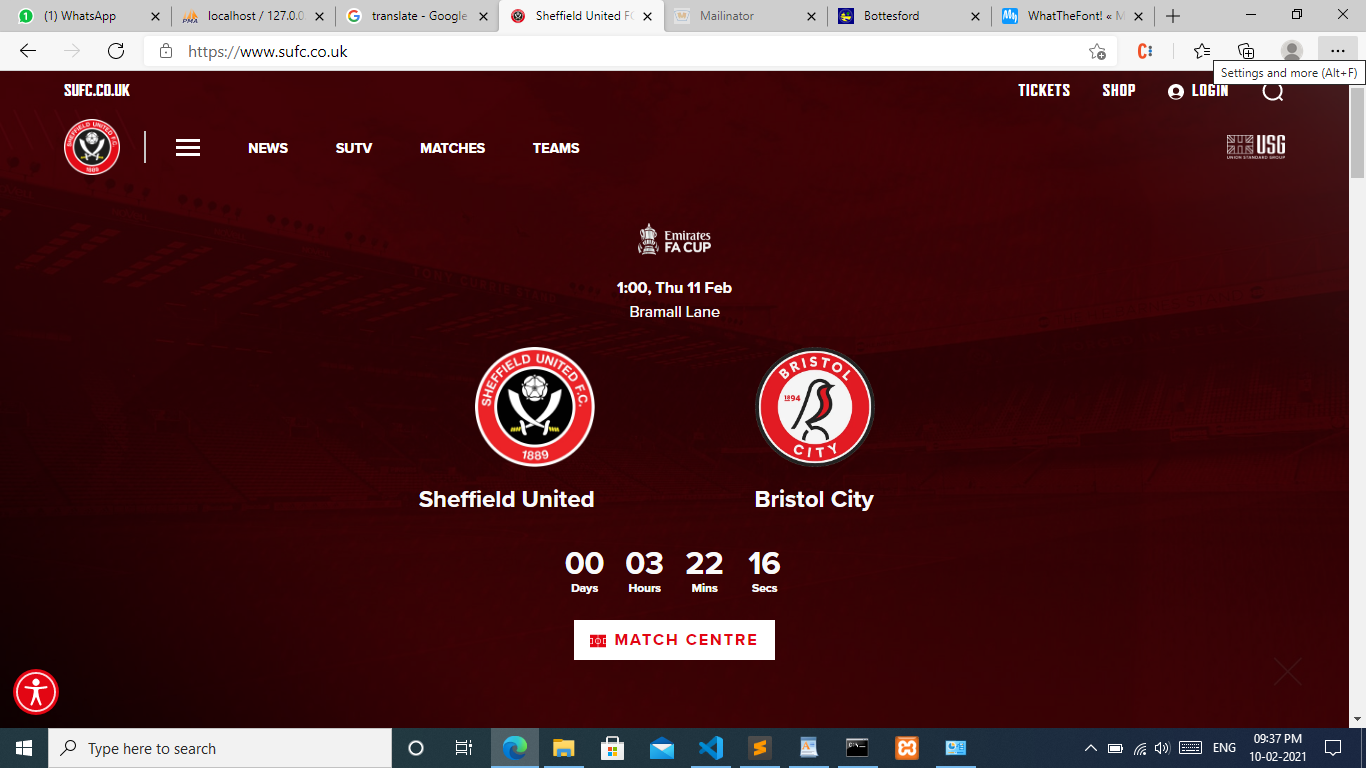 (1) WhatsApp
localhost / 127.0.0
translate - Google
Sheffield United FC
Mailinator
Bottesford
WhatTheFont! « M
https://www.sufc.co.uk
Settings and more (Alt+F)
SUFC.CO.UK
TICKETS
SHOP
LOGIN
SHEFFIELD UNITED F.C.
1889
NEWS
SUTV
MATCHES
TEAMS
USG
UNION STANDARD GROUP
Emirates
FA CUP
1:00, Thu 11 Feb
Bramall Lane
SHEFFIELD UNITED F.C.
1889
BRISTOL
1894
CITY
Sheffield United
Bristol City
00 03 22 16
Days Hours Mins Secs
MATCH CENTRE
Type here to search
ENG
09:37 PM
10-02-2021